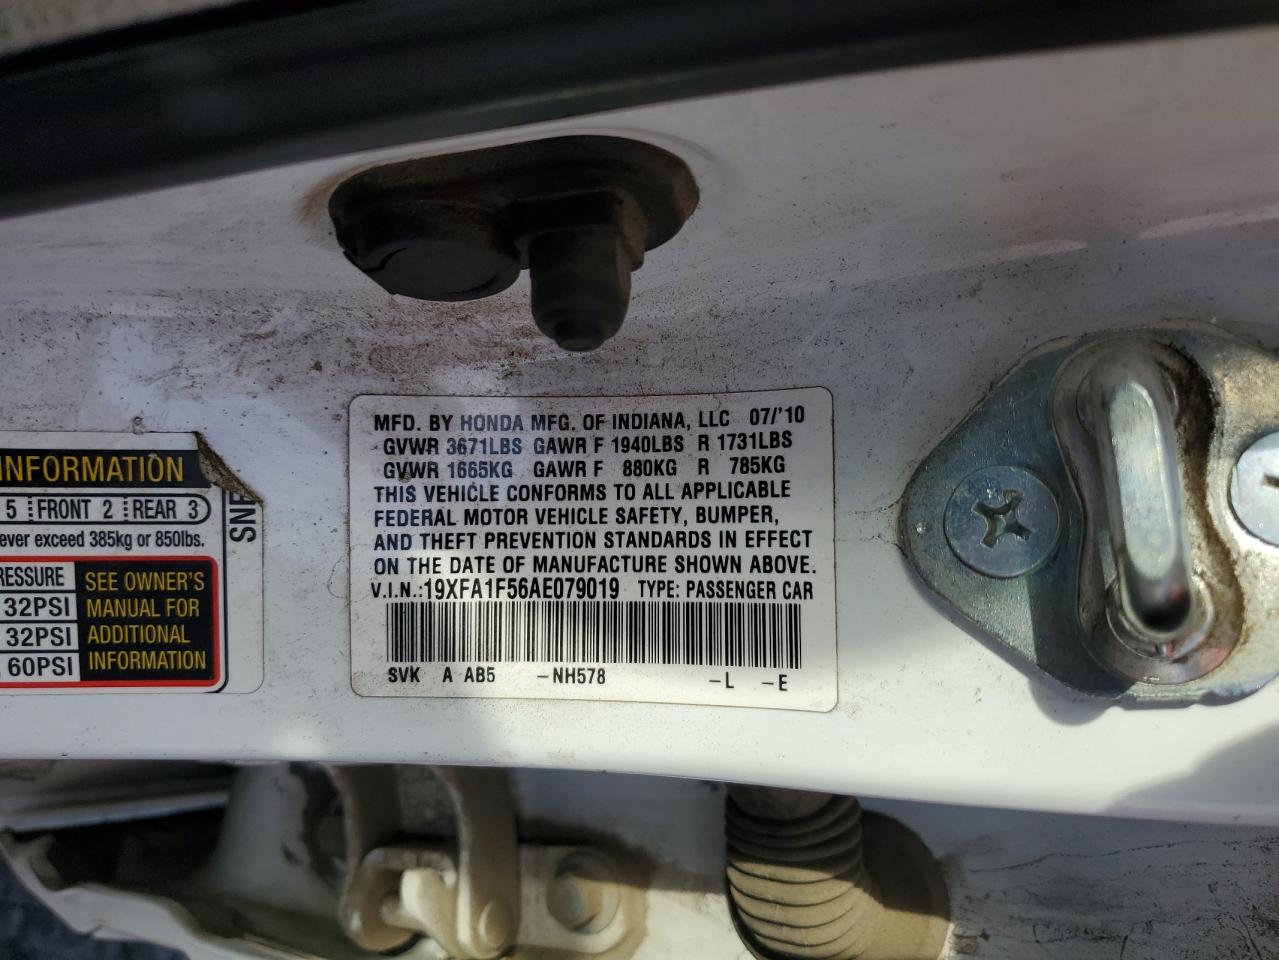 MFD. BY HONDA MFG. OF INDIANA, LLC 07/'10
GVWR 3671LBS GAWR F 1940LBS R 1731LBS
GVWR 1665KG GAWR F 880KG R 785KG
THIS VEHICLE CONFORMS TO ALL APPLICABLE
FEDERAL MOTOR VEHICLE SAFETY, BUMPER,
AND THEFT PREVENTION STANDARDS IN EFFECT
ON THE DATE OF MANUFACTURE SHOWN ABOVE.
V.I.N.:19XFA1F56AE079019 TYPE: PASSENGER CAR
SVK A AB5 –NH578 –L –E
INFORMATION
5 FRONT 2 REAR 3
ever exceed 385kg or 850lbs.
RESSURE
32PSI
32PSI
60PSI
SEE OWNER'S
MANUAL FOR
ADDITIONAL
INFORMATION